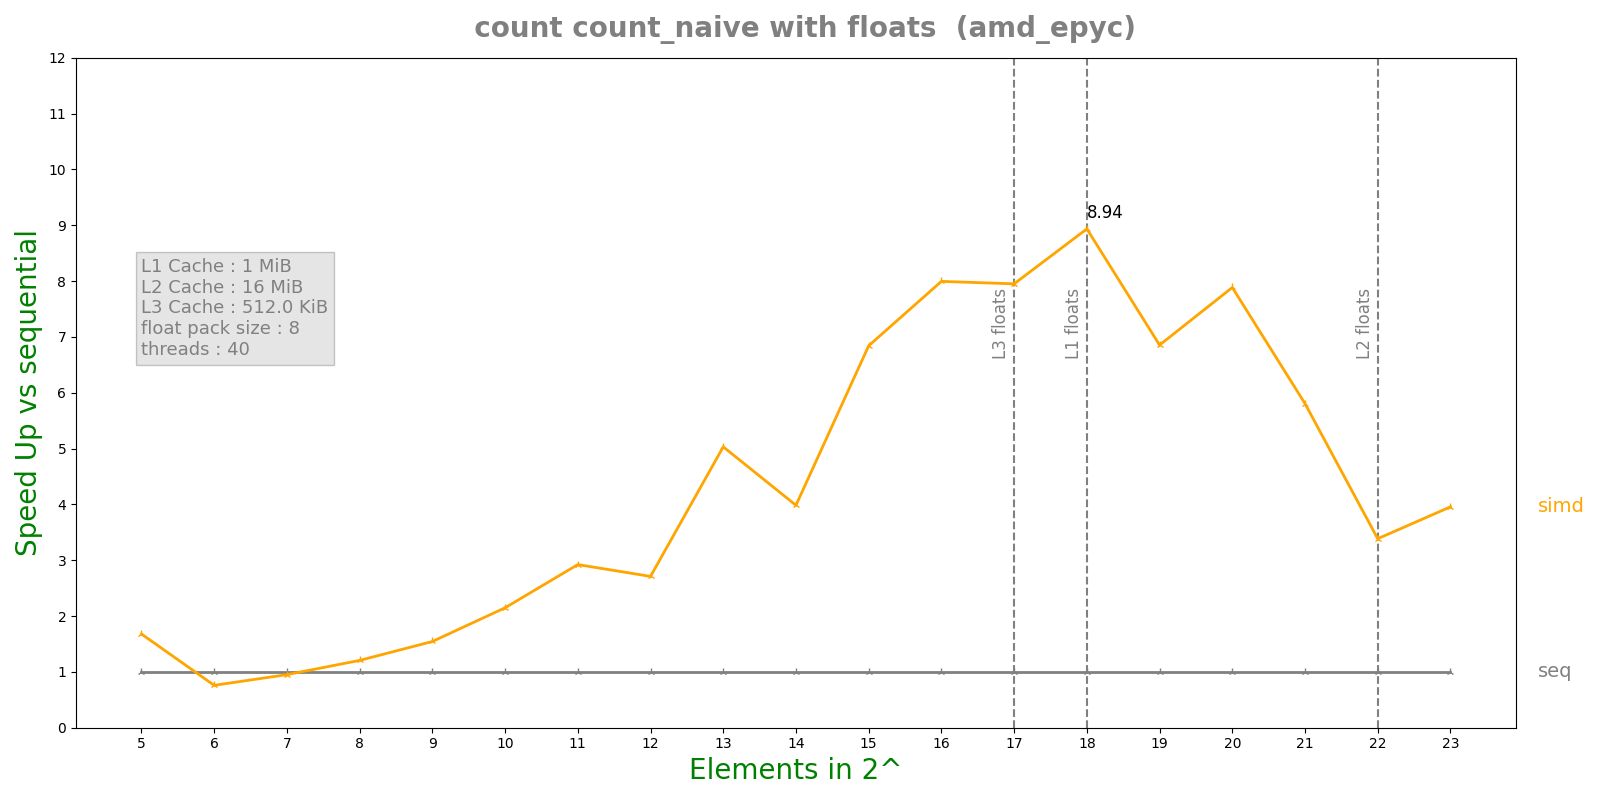 count count_naive with floats  (amd_epyc)
Speed Up vs sequential
12
11
10
9
8
7
6
5
4
3
2
1
0
8.94
L1 Cache : 1 MiB
L2 Cache : 16 MiB
L3 Cache : 512.0 KiB
float pack size : 8
threads : 40
L3 floats
L1 floats
L2 floats
simd
seq
5 6 7 8 9 10 11 12 13 14 15 16 17 18 19 20 21 22 23
Elements in 2^